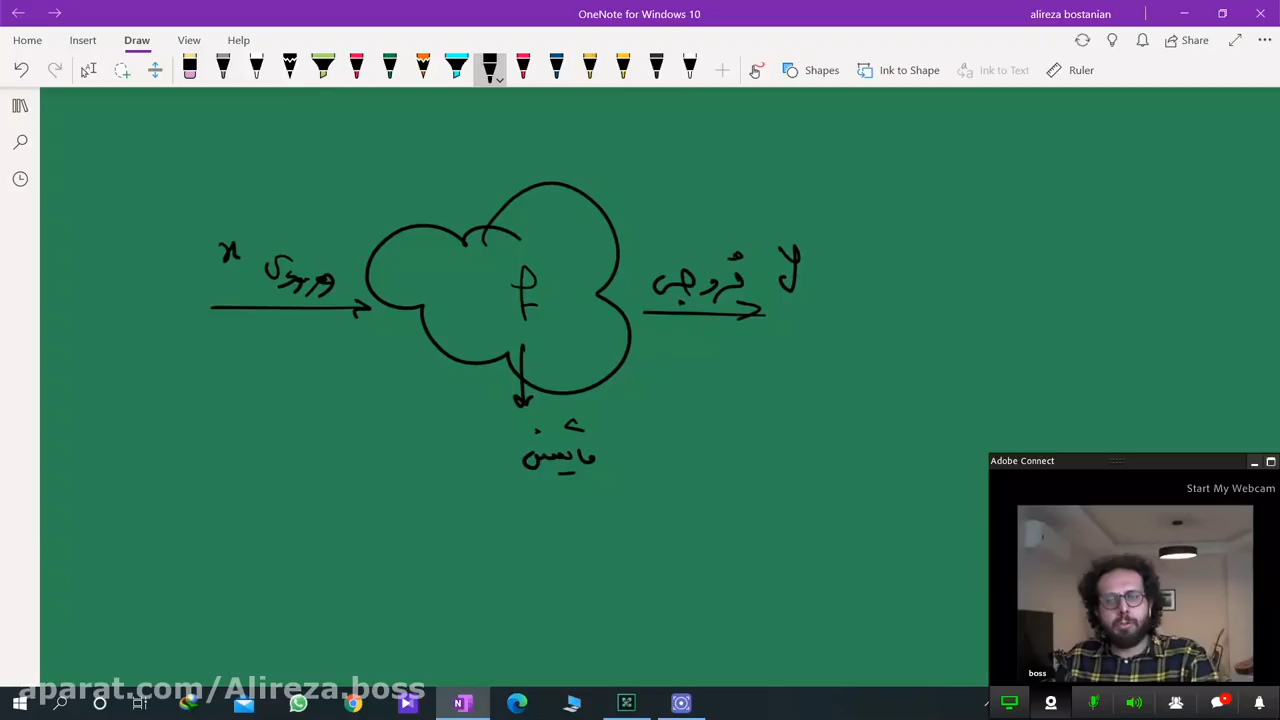 OneNote for Windows 10
alireza bostanian
Home Insert Draw View Help
Share
Shapes Ink to Shape Ink to Text Ruler
x ورودی
f
خروجی y
ماشین
Adobe Connect
Start My Webcam
boss
aparat.com/Alireza.boss